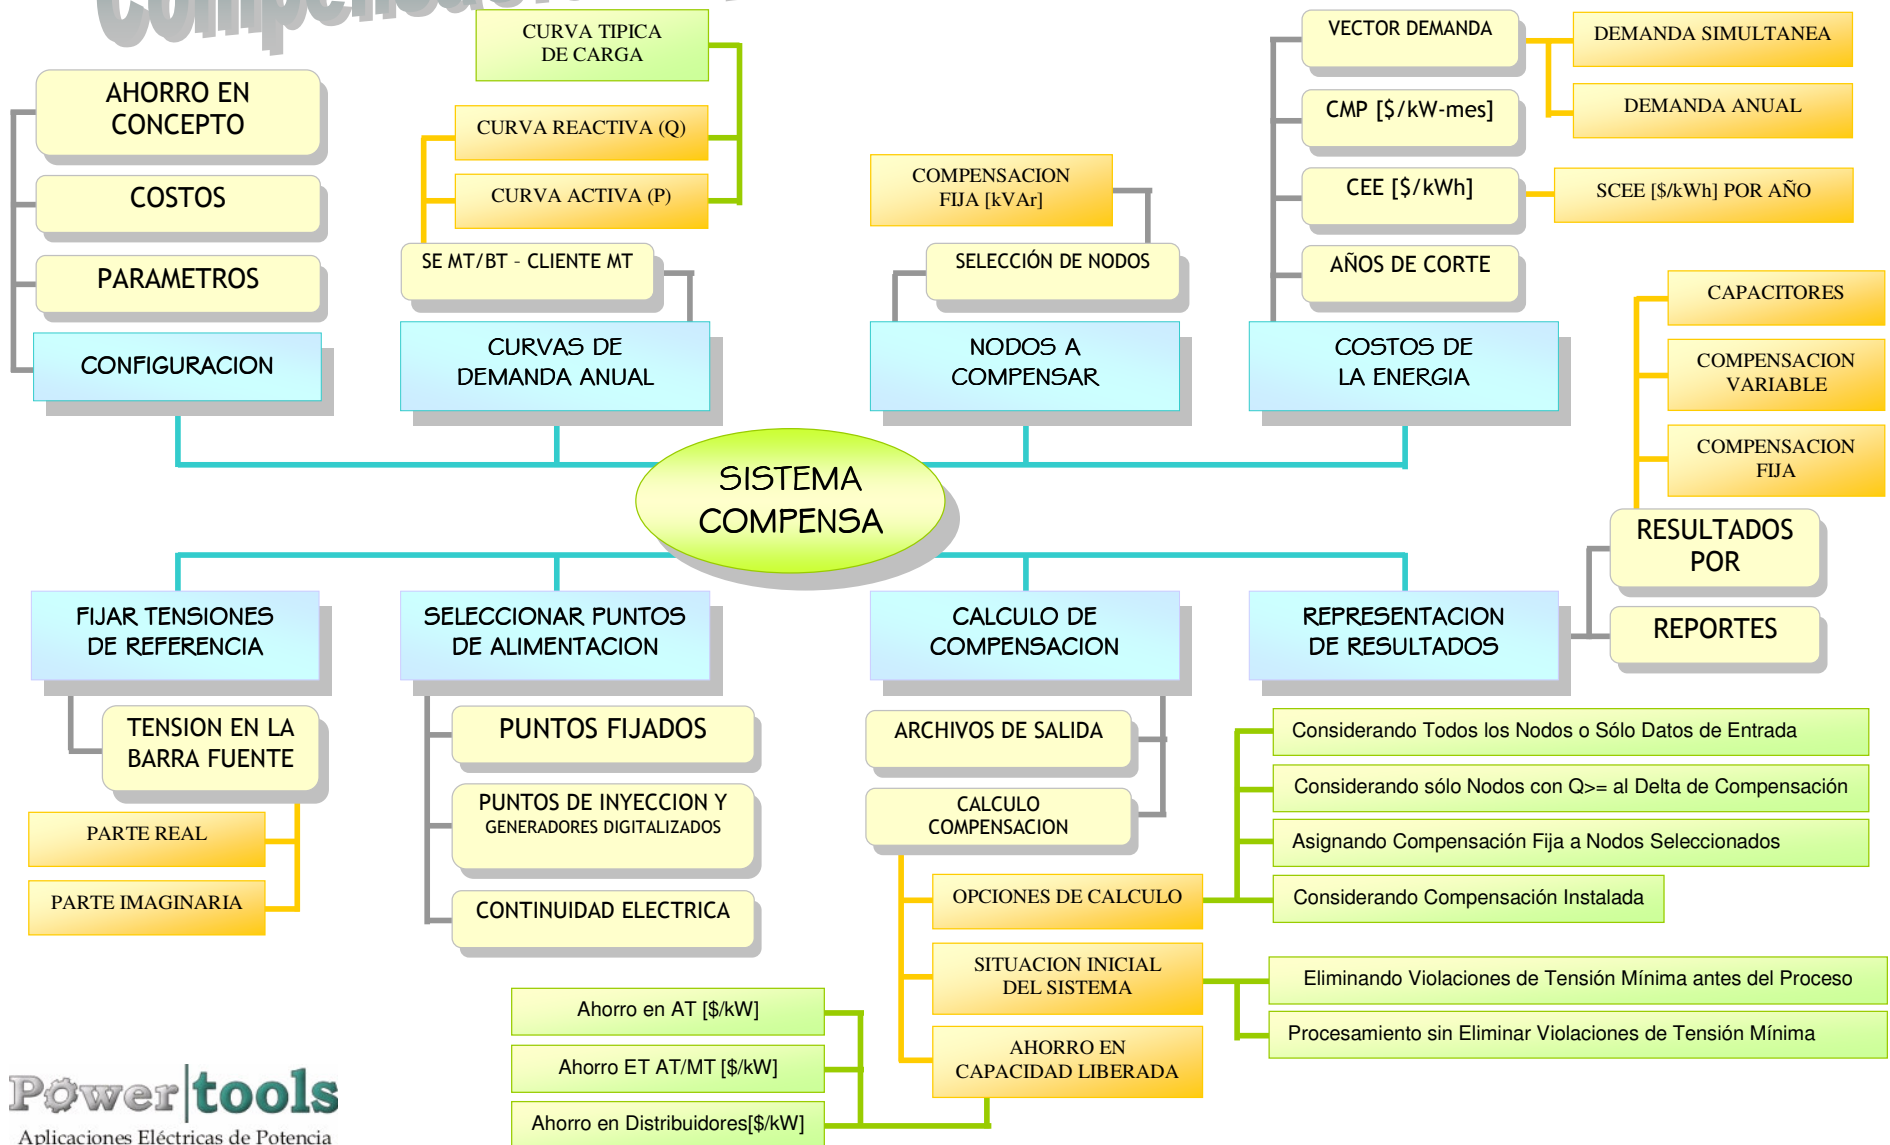 CURVA TIPICA
DE CARGA
VECTOR DEMANDA
DEMANDA SIMULTANEA
AHORRO EN
CONCEPTO
CMP [$/kW-mes]
DEMANDA ANUAL
CURVA REACTIVA (Q)
COSTOS
CURVA ACTIVA (P)
COMPENSACION
FIJA [kVAr]
CEE [$/kWh]
SCEE [$/kWh] POR AÑO
PARAMETROS
SE MT/BT – CLIENTE MT
SELECCIÓN DE NODOS
AÑOS DE CORTE
CAPACITORES
CONFIGURACION
CURVAS DE
DEMANDA ANUAL
NODOS A
COMPENSAR
COSTOS DE
LA ENERGIA
COMPENSACION
VARIABLE
COMPENSACION
FIJA
SISTEMA
COMPENSA
RESULTADOS
POR
REPORTES
FIJAR TENSIONES
DE REFERENCIA
SELECCIONAR PUNTOS
DE ALIMENTACION
CALCULO DE
COMPENSACION
REPRESENTACION
DE RESULTADOS
TENSION EN LA
BARRA FUENTE
PARTE REAL
PARTE IMAGINARIA
PUNTOS FIJADOS
PUNTOS DE INYECCION Y
GENERADORES DIGITALIZADOS
CONTINUIDAD ELECTRICA
ARCHIVOS DE SALIDA
CALCULO
COMPENSACION
OPCIONES DE CALCULO
Considerando Todos los Nodos o Sólo Datos de Entrada
Considerando sólo Nodos con Q>= al Delta de Compensación
Asignando Compensación Fija a Nodos Seleccionados
Considerando Compensación Instalada
SITUACION INICIAL
DEL SISTEMA
Eliminando Violaciones de Tensión Mínima antes del Proceso
Procesamiento sin Eliminar Violaciones de Tensión Mínima
AHORRO EN
CAPACIDAD LIBERADA
Ahorro en AT [$/kW]
Ahorro ET AT/MT [$/kW]
Ahorro en Distribuidores[$/kW]
Power tools
Aplicaciones Eléctricas de Potencia